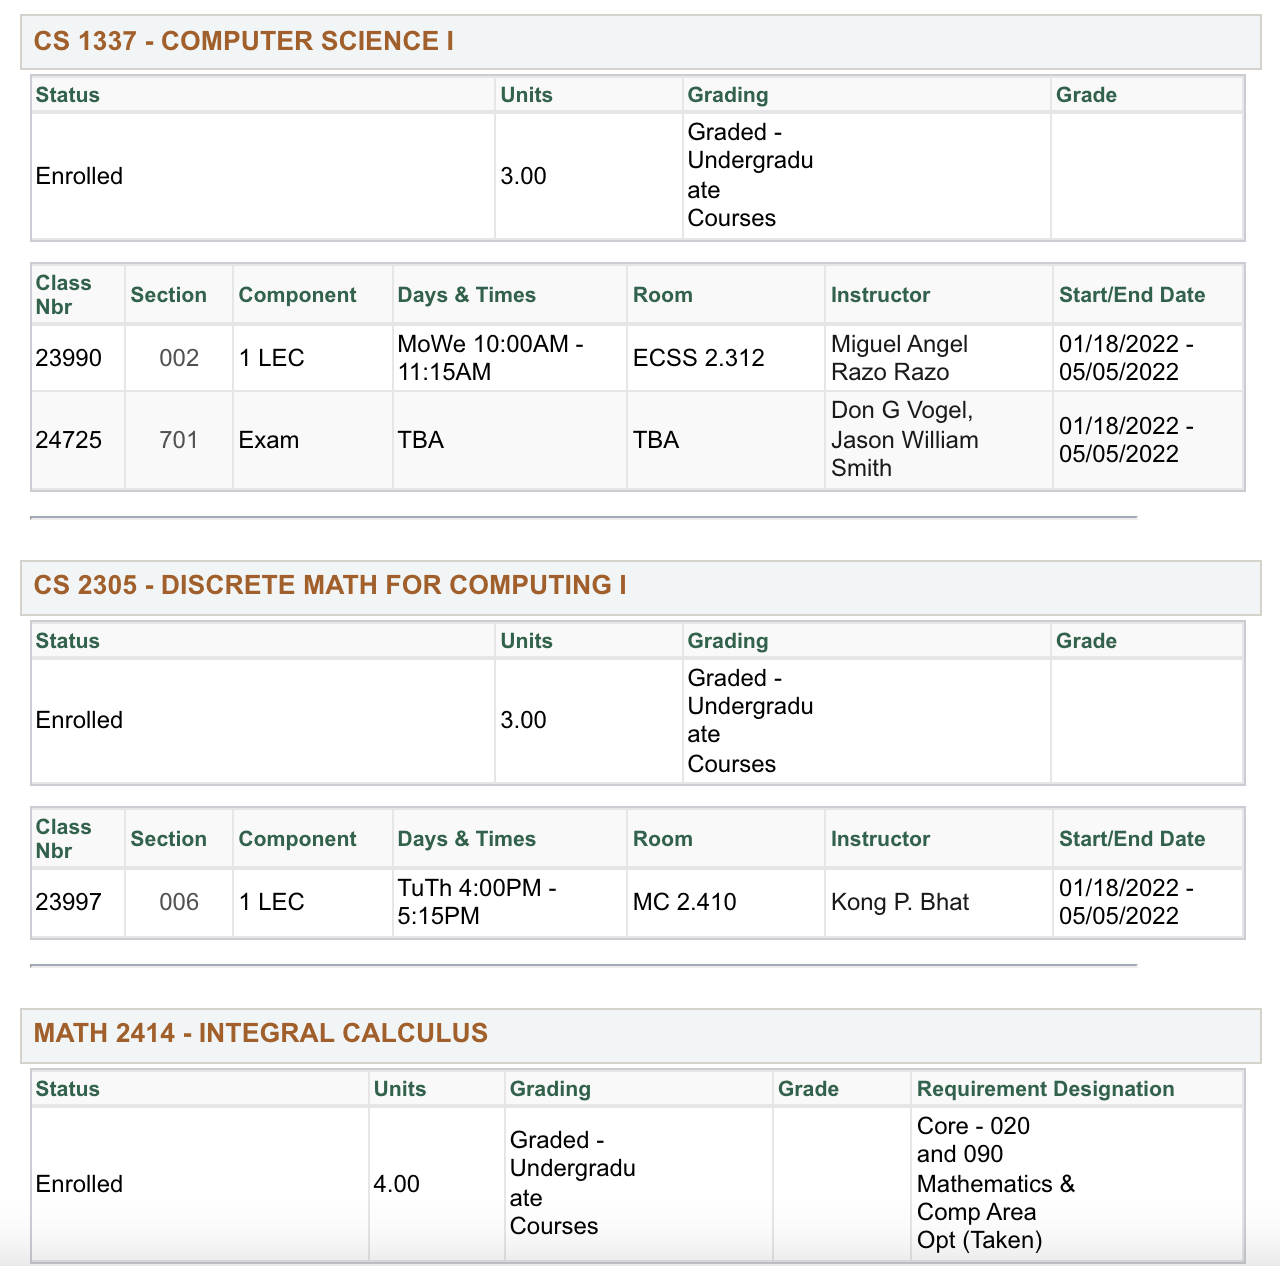 CS 1337 - COMPUTER SCIENCE I
Status Units Grading Grade
Enrolled 3.00 Graded -
Undergradu
ate
Courses
Class
Nbr Section Component Days & Times Room Instructor Start/End Date
23990 002 1 LEC MoWe 10:00AM -
11:15AM ECSS 2.312 Miguel Angel
Razo Razo 01/18/2022 -
05/05/2022
24725 701 Exam TBA TBA Don G Vogel,
Jason William
Smith 01/18/2022 -
05/05/2022
CS 2305 - DISCRETE MATH FOR COMPUTING I
Status Units Grading Grade
Enrolled 3.00 Graded -
Undergradu
ate
Courses
Class
Nbr Section Component Days & Times Room Instructor Start/End Date
23997 006 1 LEC TuTh 4:00PM -
5:15PM MC 2.410 Kong P. Bhat 01/18/2022 -
05/05/2022
MATH 2414 - INTEGRAL CALCULUS
Status Units Grading Grade Requirement Designation
Enrolled 4.00 Graded -
Undergradu
ate
Courses Core - 020
and 090
Mathematics &
Comp Area
Opt (Taken)